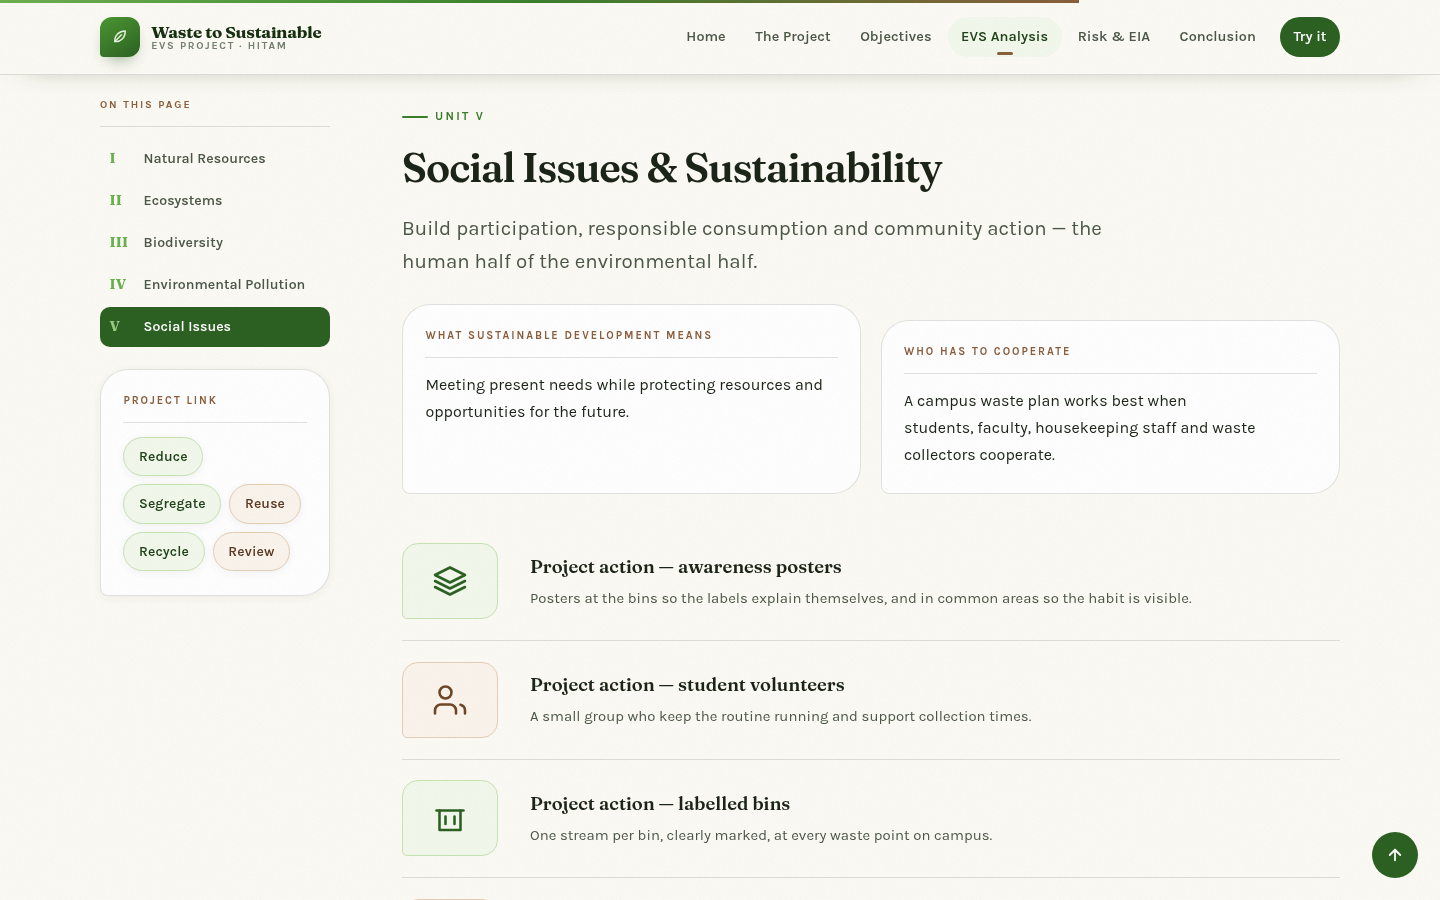 Waste to Sustainable
EVS PROJECT · HITAM
Home
The Project
Objectives
EVS Analysis
Risk & EIA
Conclusion
Try it
ON THIS PAGE
I Natural Resources
II Ecosystems
III Biodiversity
IV Environmental Pollution
V Social Issues
PROJECT LINK
Reduce
Segregate
Reuse
Recycle
Review
UNIT V
Social Issues & Sustainability
Build participation, responsible consumption and community action — the
human half of the environmental half.
WHAT SUSTAINABLE DEVELOPMENT MEANS
Meeting present needs while protecting resources and
opportunities for the future.
WHO HAS TO COOPERATE
A campus waste plan works best when
students, faculty, housekeeping staff and waste
collectors cooperate.
Project action — awareness posters
Posters at the bins so the labels explain themselves, and in common areas so the habit is visible.
Project action — student volunteers
A small group who keep the routine running and support collection times.
Project action — labelled bins
One stream per bin, clearly marked, at every waste point on campus.